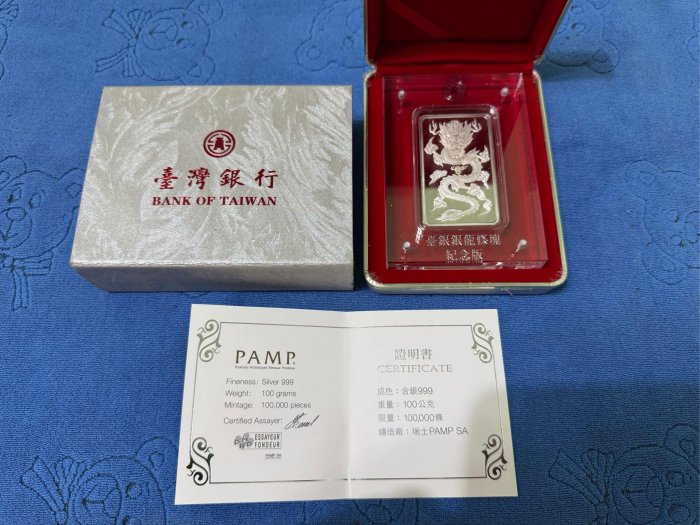 臺灣銀行
BANK OF TAIWAN
臺銀銀龍條塊
紀念版
PAMP.
Produits Artistiques Métaux Précieux
Fineness: Silver 999
Weight: 100 grams
Mintage: 100,000 pieces
Certified Assayer:
ESSAYEUR
FONDEUR
PAMP SA
證明書
CERTIFICATE
成色：含銀999
重量：100公克
限量：100,000條
鑄造廠：瑞士PAMP SA